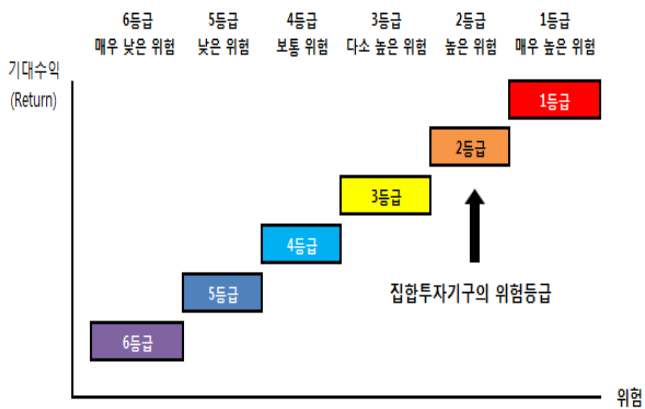 6등급 5등급 4등급 3등급 2등급 1등급
매우 낮은 위험 낮은 위험 보통 위험 다소 높은 위험 높은 위험 매우 높은 위험
기대수익
(Return)
1등급
2등급
3등급
4등급
5등급
집합투자기구의 위험등급
6등급
위험